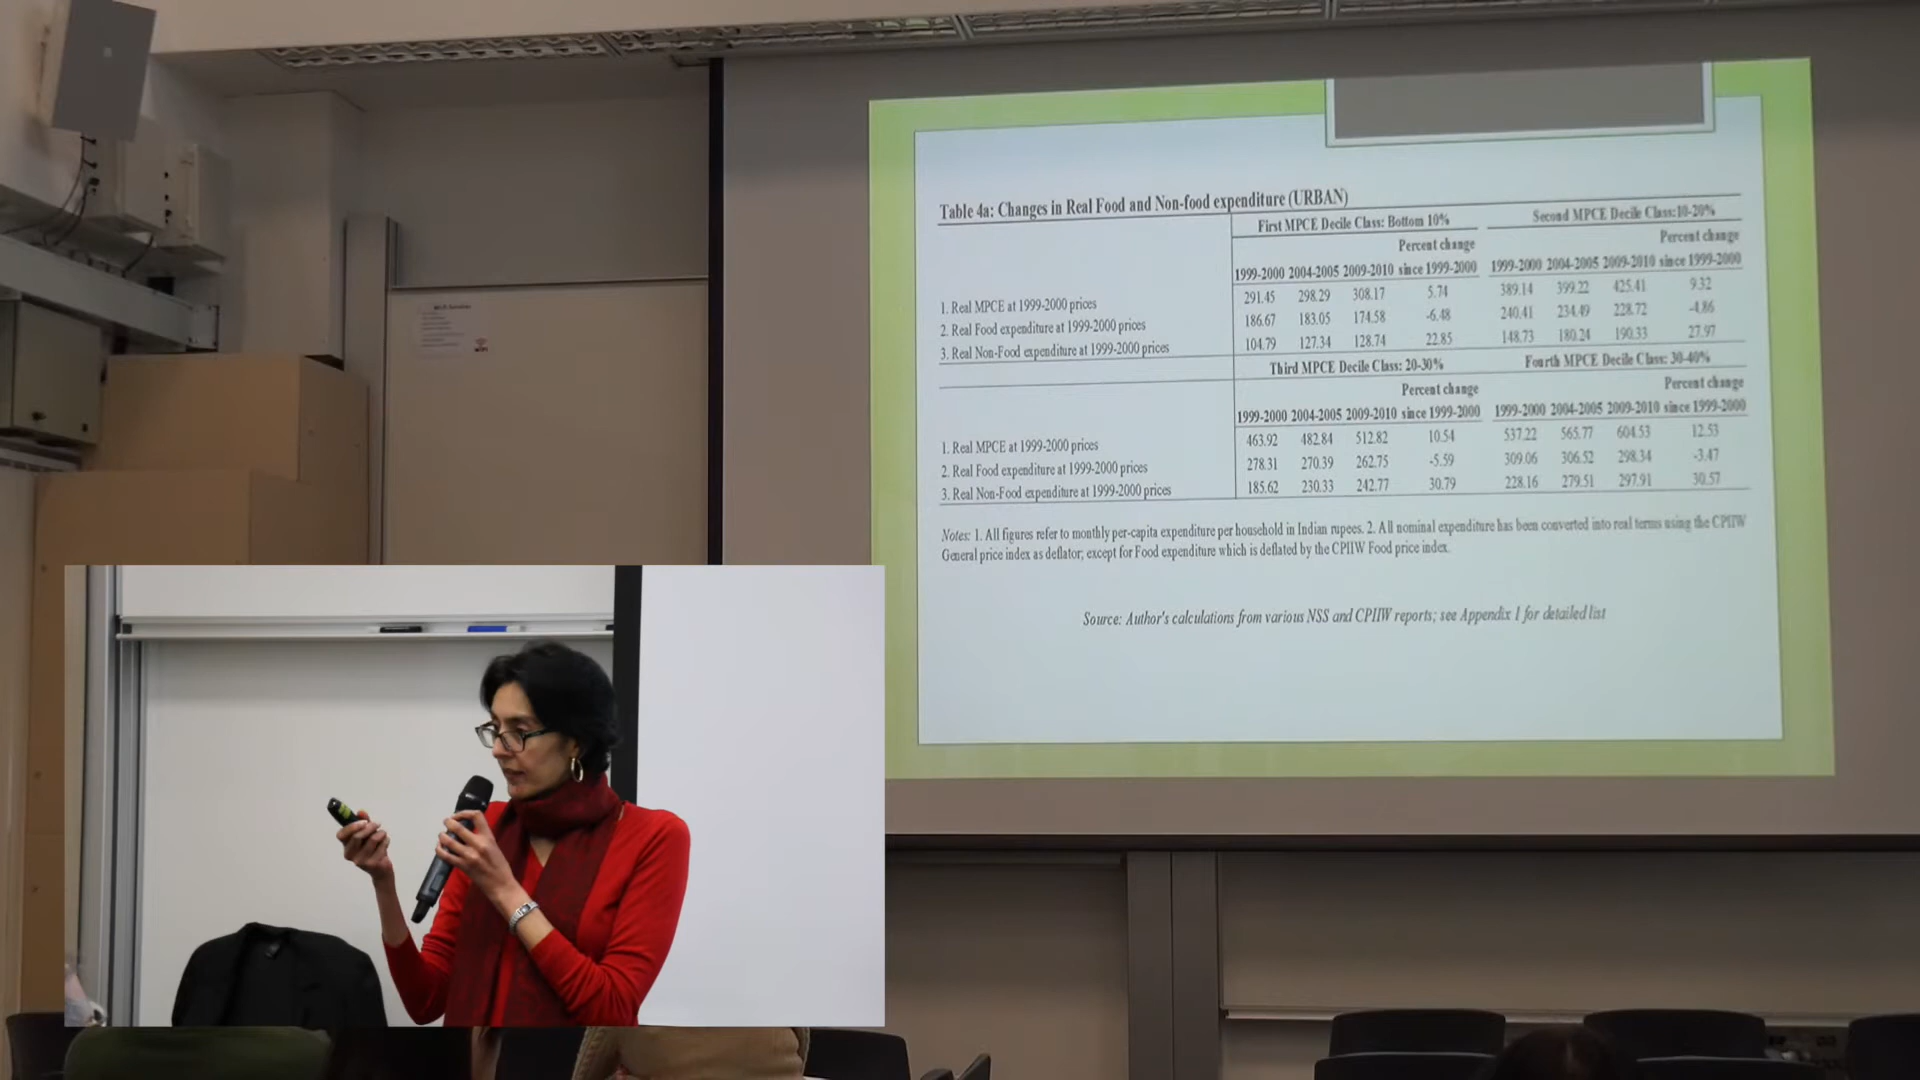 Table 4a: Changes in Real Food and Non-food expenditure (URBAN)
First MPCE Decile Class: Bottom 10% Second MPCE Decile Class:10-20%
Percent change Percent change
1999-2000 2004-2005 2009-2010 since 1999-2000 1999-2000 2004-2005 2009-2010 since 1999-2000
1. Real MPCE at 1999-2000 prices 291.45 298.29 308.17 5.74 389.14 399.22 425.41 9.32
2. Real Food expenditure at 1999-2000 prices 186.67 183.05 174.58 -6.48 240.41 234.49 228.72 -4.86
3. Real Non-Food expenditure at 1999-2000 prices 104.79 127.34 128.74 22.85 148.73 180.24 190.33 27.97
Third MPCE Decile Class: 20-30% Fourth MPCE Decile Class: 30-40%
Percent change Percent change
1999-2000 2004-2005 2009-2010 since 1999-2000 1999-2000 2004-2005 2009-2010 since 1999-2000
1. Real MPCE at 1999-2000 prices 463.92 482.84 512.82 10.54 537.22 565.77 604.53 12.53
2. Real Food expenditure at 1999-2000 prices 278.31 270.39 262.75 -5.59 309.06 306.52 298.34 -3.47
3. Real Non-Food expenditure at 1999-2000 prices 185.62 230.33 242.77 30.79 228.16 279.51 297.91 30.57
Notes: 1. All figures refer to monthly per-capita expenditure per household in Indian rupees. 2. All nominal expenditure has been converted into real terms using the CPIIW
General price index as deflator; except for Food expenditure which is deflated by the CPIIW Food price index.
Source: Author's calculations from various NSS and CPIIW reports; see Appendix 1 for detailed list